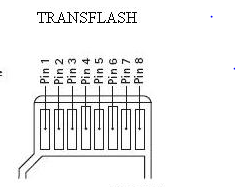 TRANSFLASH
Pin 1
Pin 2
Pin 3
Pin 4
Pin 5
Pin 6
Pin 7
Pin 8